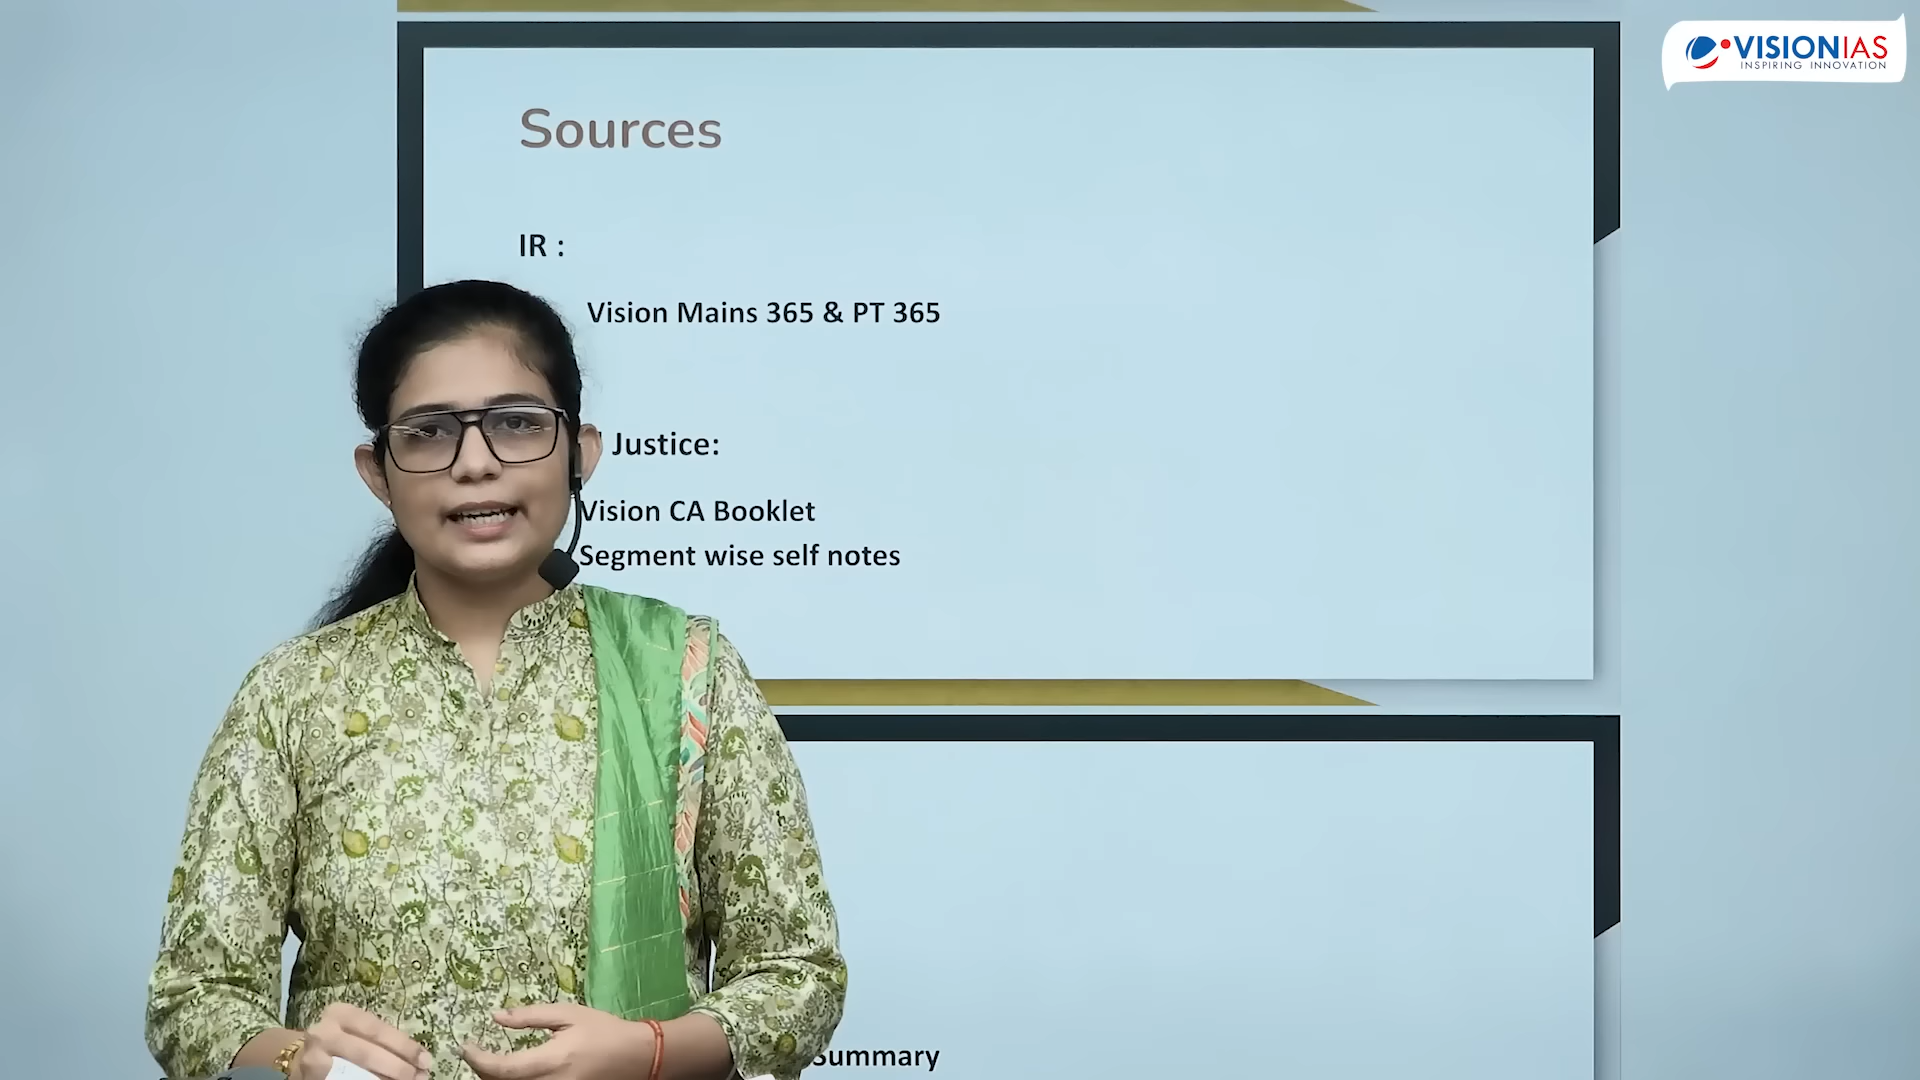 VISIONIAS
INSPIRING INNOVATION
Sources
IR :
Vision Mains 365 & PT 365
Justice:
Vision CA Booklet
Segment wise self notes
Summary